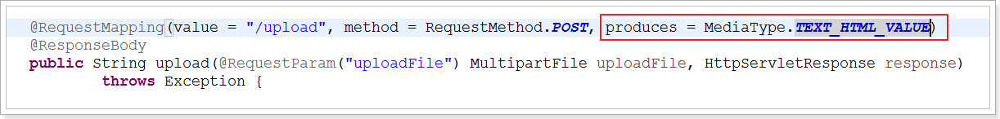 @RequestMapping(value = "/upload", method = RequestMethod.POST, produces = MediaType.TEXT_HTML_VALUE)
@ResponseBody
public String upload(@RequestParam("uploadFile") MultipartFile uploadFile, HttpServletResponse response)
throws Exception {